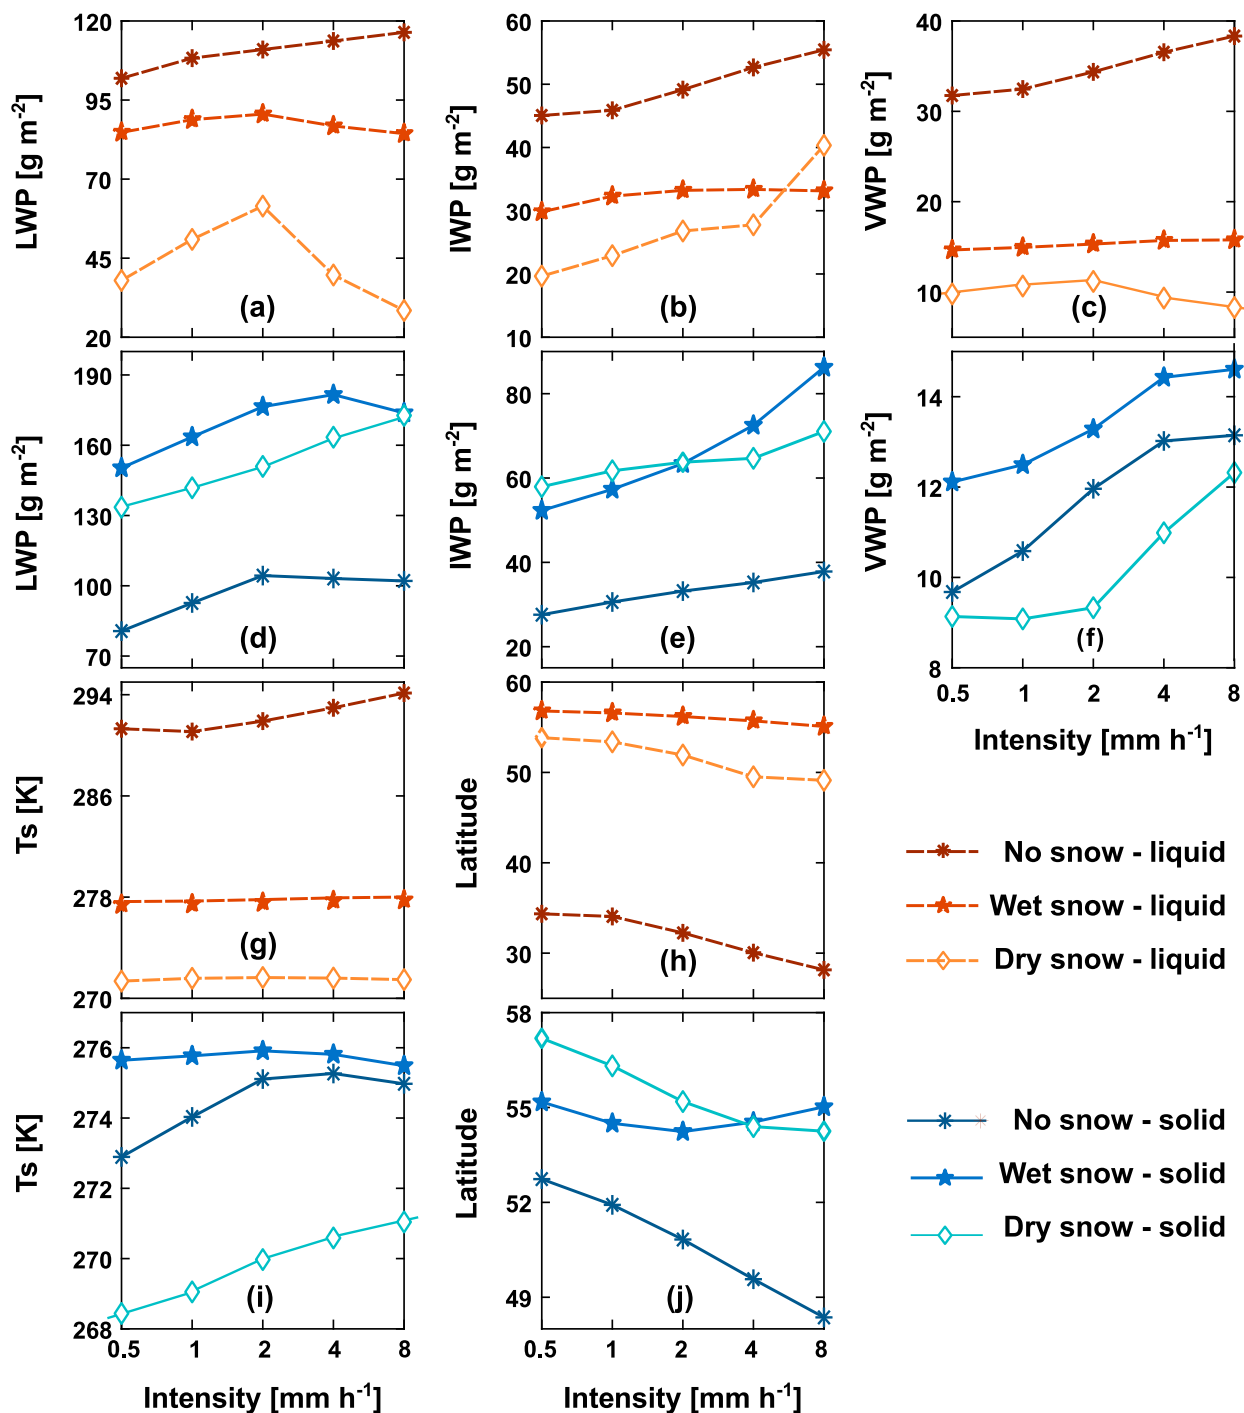 120
95
70
45
20
LWP [g m-2]
(a)
60
50
40
30
20
10
IWP [g m-2]
(b)
40
30
20
10
VWP [g m-2]
(c)
190
160
130
100
70
LWP [g m-2]
(d)
80
60
40
20
IWP [g m-2]
(e)
14
12
10
8
VWP [g m-2]
(f)
0.5 1 2 4 8
Intensity [mm h-1]
294
286
278
270
Ts [K]
(g)
60
50
40
30
Latitude
(h)
No snow - liquid
Wet snow - liquid
Dry snow - liquid
276
274
272
270
268
Ts [K]
(i)
0.5 1 2 4 8
Intensity [mm h-1]
58
55
52
49
Latitude
(j)
0.5 1 2 4 8
Intensity [mm h-1]
No snow - solid
Wet snow - solid
Dry snow - solid